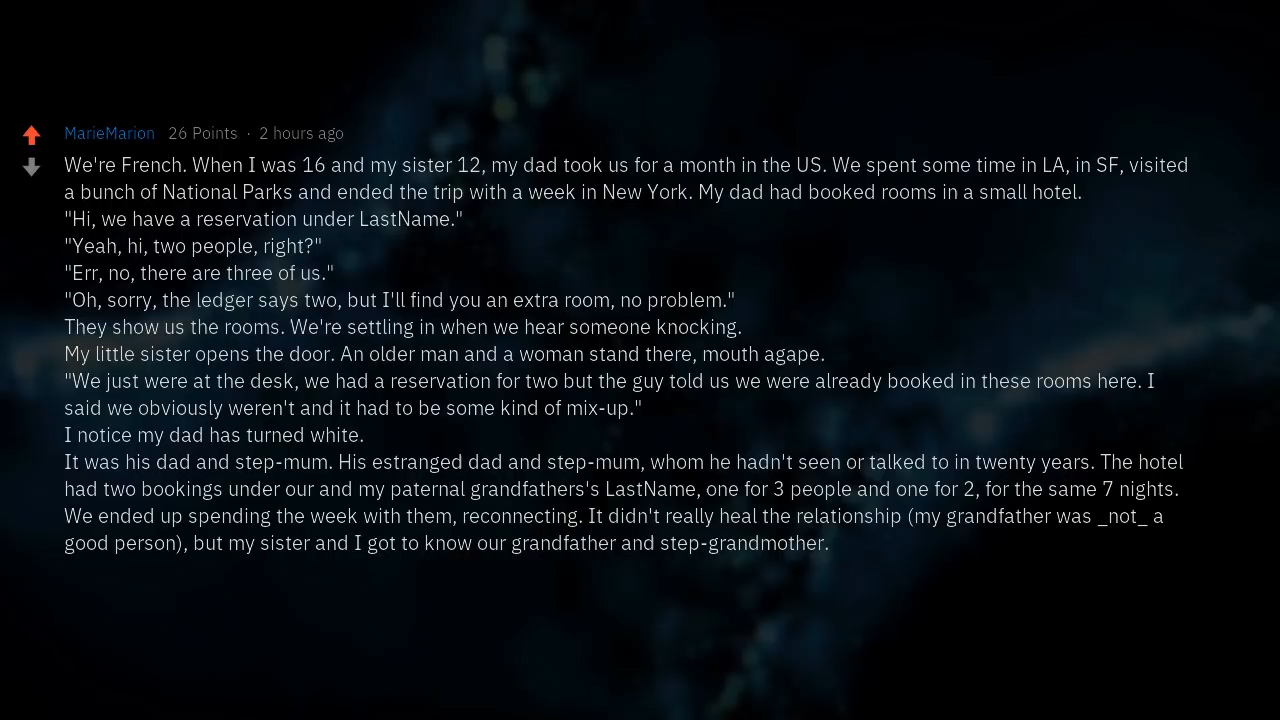 MarieMarion 26 Points · 2 hours ago
We're French. When I was 16 and my sister 12, my dad took us for a month in the US. We spent some time in LA, in SF, visited
a bunch of National Parks and ended the trip with a week in New York. My dad had booked rooms in a small hotel.
"Hi, we have a reservation under LastName."
"Yeah, hi, two people, right?"
"Err, no, there are three of us."
"Oh, sorry, the ledger says two, but I'll find you an extra room, no problem."
They show us the rooms. We're settling in when we hear someone knocking.
My little sister opens the door. An older man and a woman stand there, mouth agape.
"We just were at the desk, we had a reservation for two but the guy told us we were already booked in these rooms here. I
said we obviously weren't and it had to be some kind of mix-up."
I notice my dad has turned white.
It was his dad and step-mum. His estranged dad and step-mum, whom he hadn't seen or talked to in twenty years. The hotel
had two bookings under our and my paternal grandfathers's LastName, one for 3 people and one for 2, for the same 7 nights.
We ended up spending the week with them, reconnecting. It didn't really heal the relationship (my grandfather was _not_ a
good person), but my sister and I got to know our grandfather and step-grandmother.